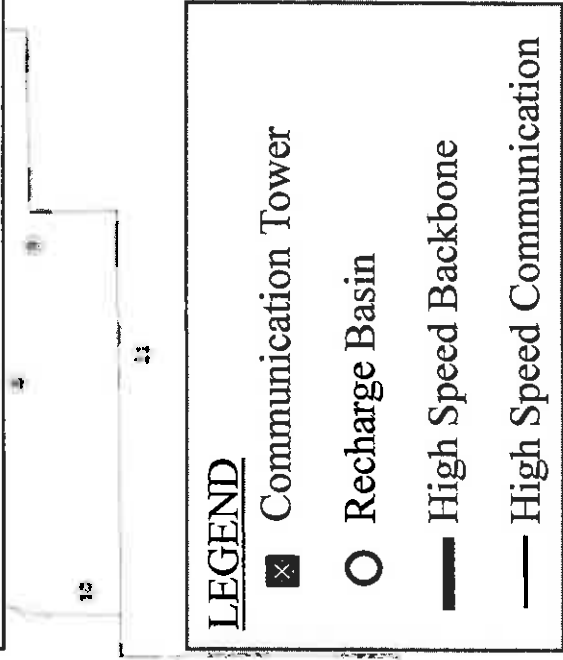 LEGEND
Communication Tower
Recharge Basin
High Speed Backbone
High Speed Communication